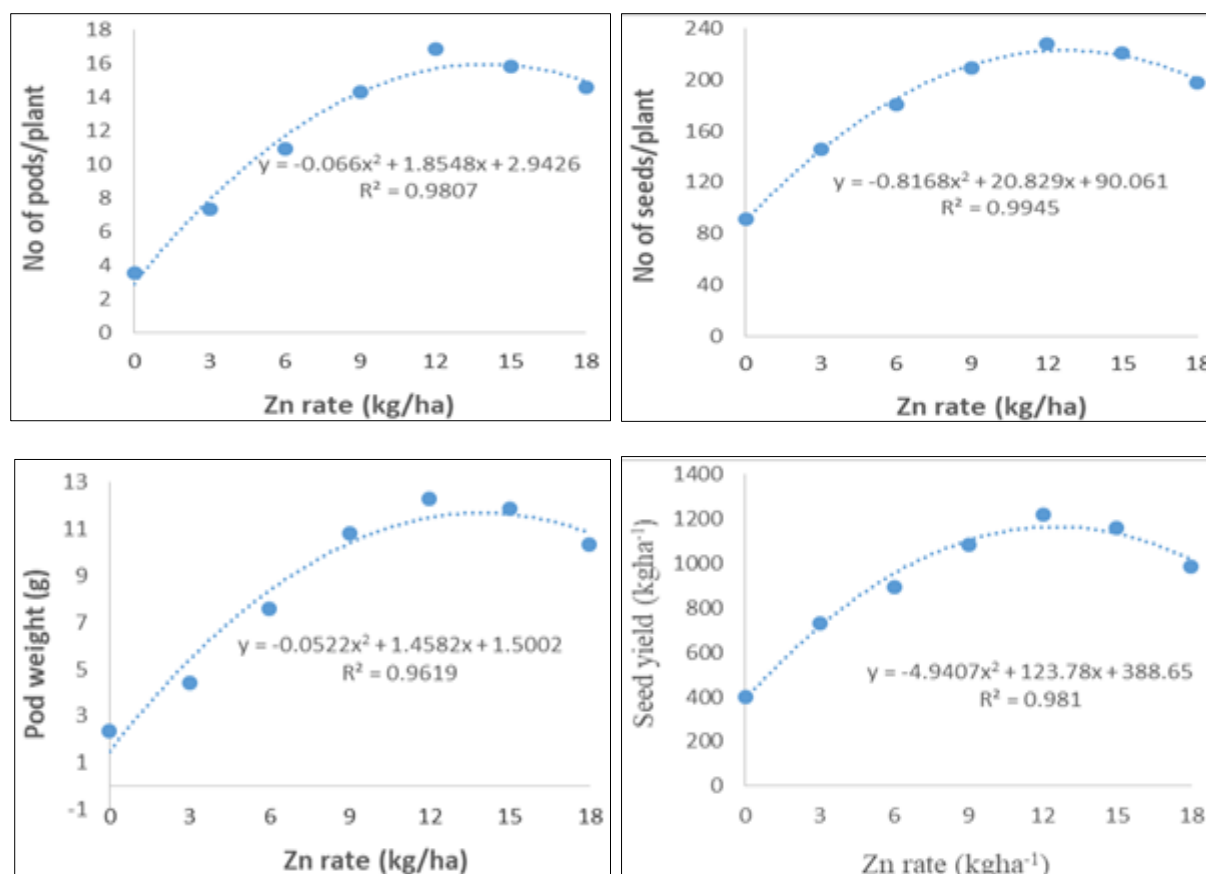 18
16
14
12
10
8
6
4
2
0
No of pods/plant
y = -0.066x² + 1.8548x + 2.9426
R² = 0.9807
0 3 6 9 12 15 18
Zn rate (kg/ha)
240
200
160
120
80
40
0
No of seeds/plant
y = -0.8168x² + 20.829x + 90.061
R² = 0.9945
0 3 6 9 12 15 18
Zn rate (kg/ha)
13
11
9
7
5
3
1
-1
Pod weight (g)
y = -0.0522x² + 1.4582x + 1.5002
R² = 0.9619
0 3 6 9 12 15 18
Zn rate (kg/ha)
1400
1200
1000
800
600
400
200
0
Seed yield (kgha⁻¹)
y = -4.9407x² + 123.78x + 388.65
R² = 0.981
0 3 6 9 12 15 18
Zn rate (kgha⁻¹)